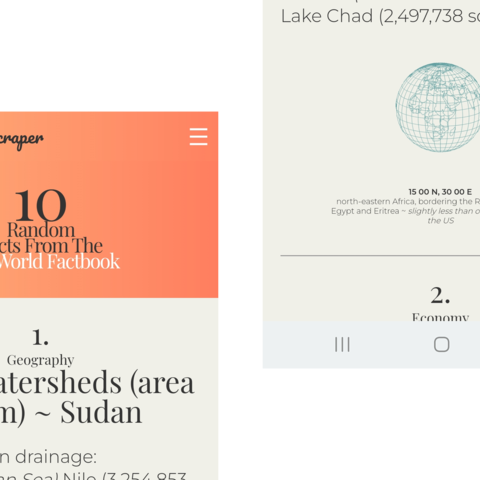 craper
10
Random
cts From The
World Factbook
1.
Geography
atersheds (area
m) ~ Sudan
n drainage:
an Sea) Nile (3,254,853
Lake Chad (2,497,738 s
15 00 N, 30 00 E
north-eastern Africa, bordering the R
Egypt and Eritrea ~ slightly less than o
the US
2.
Economy